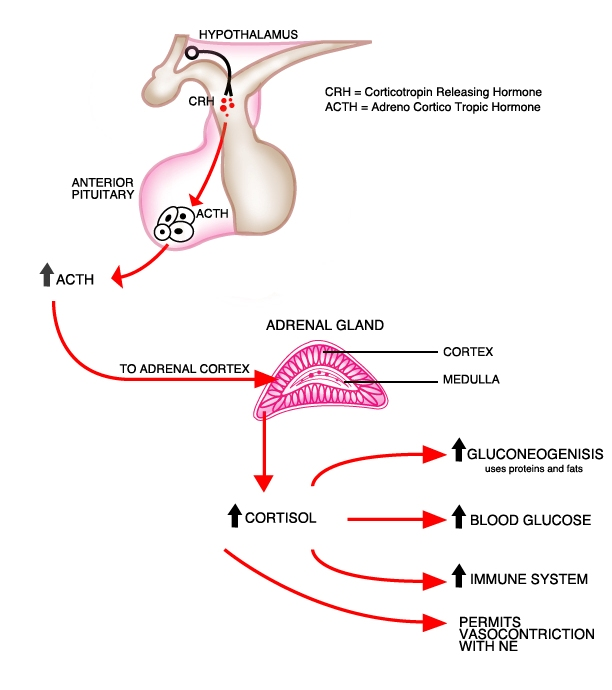 HYPOTHALAMUS
CRH
CRH = Corticotropin Releasing Hormone
ACTH = Adreno Cortico Tropic Hormone
ANTERIOR
PITUITARY
ACTH
ACTH
ADRENAL GLAND
CORTEX
TO ADRENAL CORTEX
MEDULLA
GLUCONEOGENISIS
uses proteins and fats
CORTISOL
BLOOD GLUCOSE
IMMUNE SYSTEM
PERMITS
VASOCONTRICTION
WITH NE